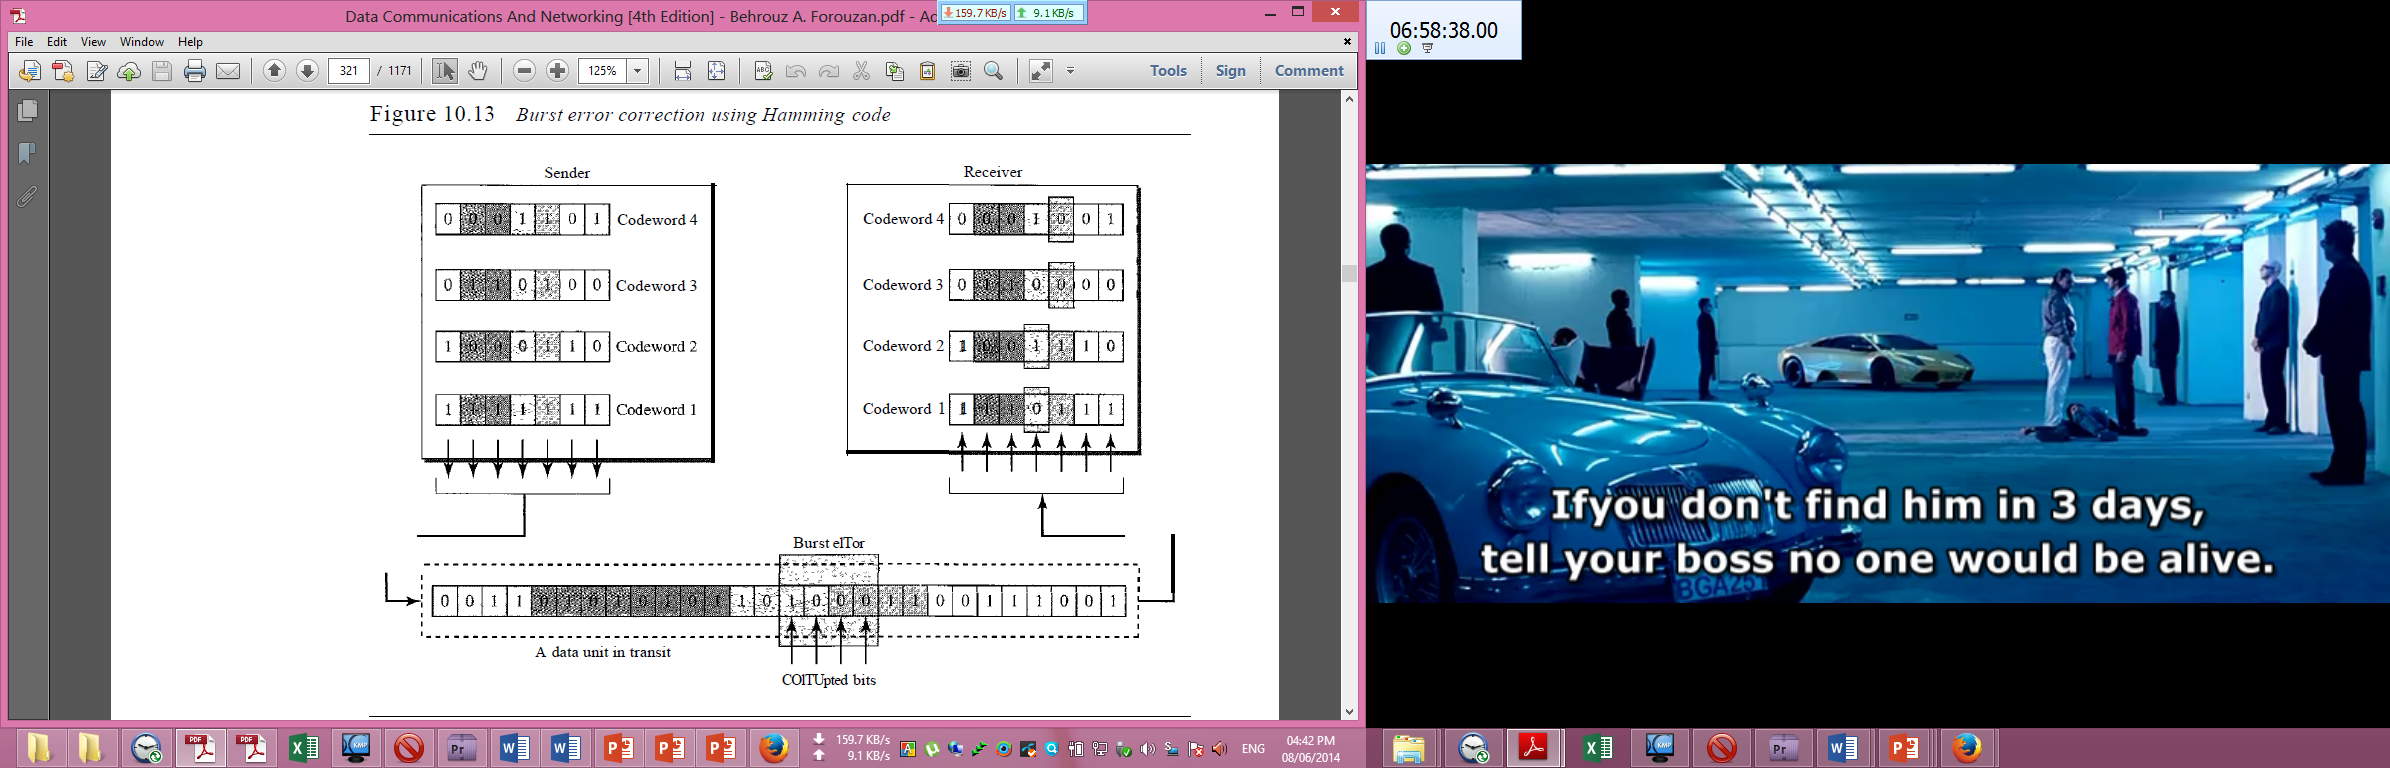 Data Communications And Networking [4th Edition] - Behrouz A. Forouzan.pdf - Ad
159.7 KB/s 9.1 KB/s
File Edit View Window Help
321 / 1171 125% Tools Sign Comment
Figure 10.13 Burst error correction using Hamming code
Sender
0 0 0 1 1 0 1 Codeword 4
0 1 1 0 1 0 0 Codeword 3
1 0 0 0 1 1 0 Codeword 2
1 1 1 1 1 1 1 Codeword 1
Receiver
Codeword 4 0 0 0 1 0 0 1
Codeword 3 0 1 1 0 0 0 0
Codeword 2 1 0 0 1 1 1 0
Codeword 1 1 1 1 0 1 1 1
Burst elTor
0 0 1 1 0 1 0 1 0 1 0 1 1 0 1 0 0 0 1 1 0 0 1 1 1 0 0 1
A data unit in transit
COITUpted bits
06:58:38.00
Ifyou don't find him in 3 days,
tell your boss no one would be alive.
BGA251
PDF PDF KMP Pr
159.7 KB/s
9.1 KB/s
ENG
04:42 PM
08/06/2014
KMP Pr